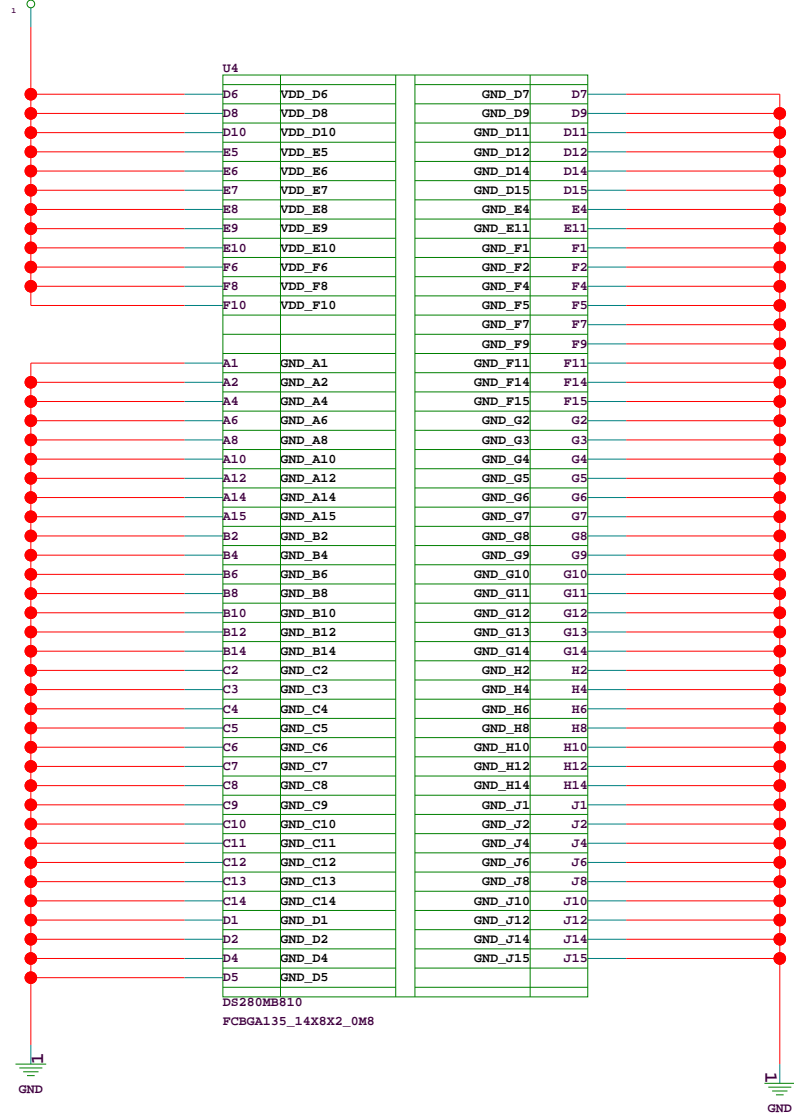 1
U4
D6 VDD_D6 GND_D7 D7
D8 VDD_D8 GND_D9 D9
D10 VDD_D10 GND_D11 D11
E5 VDD_E5 GND_D12 D12
E6 VDD_E6 GND_D14 D14
E7 VDD_E7 GND_D15 D15
E8 VDD_E8 GND_E4 E4
E9 VDD_E9 GND_E11 E11
E10 VDD_E10 GND_F1 F1
F6 VDD_F6 GND_F2 F2
F8 VDD_F8 GND_F4 F4
F10 VDD_F10 GND_F5 F5
GND_F7 F7
GND_F9 F9
A1 GND_A1 GND_F11 F11
A2 GND_A2 GND_F14 F14
A4 GND_A4 GND_F15 F15
A6 GND_A6 GND_G2 G2
A8 GND_A8 GND_G3 G3
A10 GND_A10 GND_G4 G4
A12 GND_A12 GND_G5 G5
A14 GND_A14 GND_G6 G6
A15 GND_A15 GND_G7 G7
B2 GND_B2 GND_G8 G8
B4 GND_B4 GND_G9 G9
B6 GND_B6 GND_G10 G10
B8 GND_B8 GND_G11 G11
B10 GND_B10 GND_G12 G12
B12 GND_B12 GND_G13 G13
B14 GND_B14 GND_G14 G14
C2 GND_C2 GND_H2 H2
C3 GND_C3 GND_H4 H4
C4 GND_C4 GND_H6 H6
C5 GND_C5 GND_H8 H8
C6 GND_C6 GND_H10 H10
C7 GND_C7 GND_H12 H12
C8 GND_C8 GND_H14 H14
C9 GND_C9 GND_J1 J1
C10 GND_C10 GND_J2 J2
C11 GND_C11 GND_J4 J4
C12 GND_C12 GND_J6 J6
C13 GND_C13 GND_J8 J8
C14 GND_C14 GND_J10 J10
D1 GND_D1 GND_J12 J12
D2 GND_D2 GND_J14 J14
D4 GND_D4 GND_J15 J15
D5 GND_D5
DS280MB810
FCBGA135_14X8X2_0M8
1
GND
1
GND